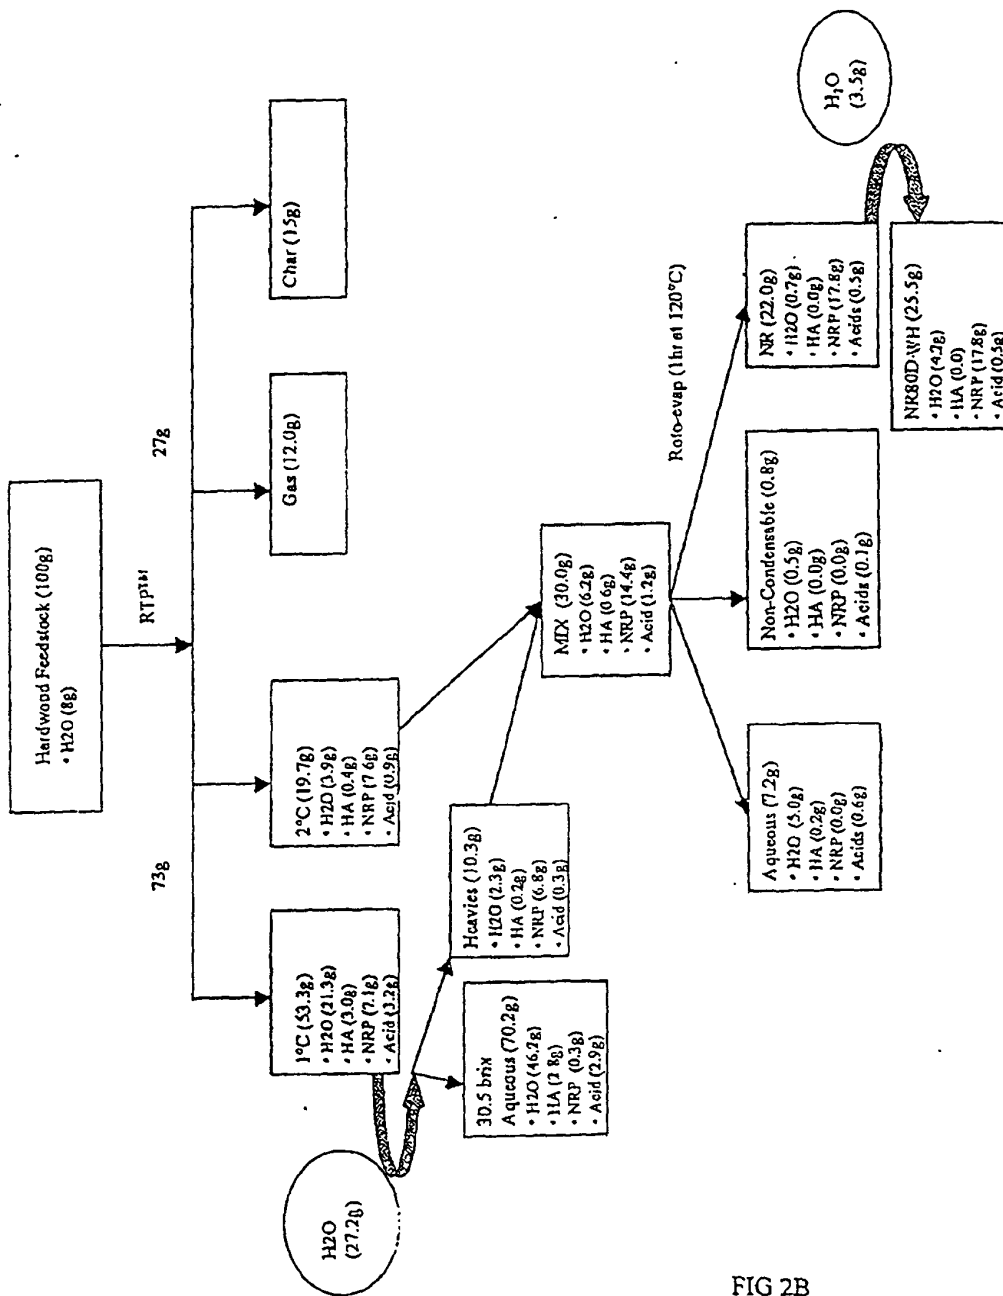 Hardwood Feedstock (100g)
• H2O (8g)
RTP™
73g
27g
1°C (53.3g)
• H2O (21.3g)
• HA (3.0g)
• NRP (7.1g)
• Acid (3.2g)
2°C (19.7g)
• H2O (3.9g)
• HA (0.4g)
• NRP (7.6g)
• Acid (0.9g)
Gas (12.0g)
Char (15g)
H2O
(27.2g)
30.5 brix
Aqueous (70.2g)
• H2O (46.2g)
• HA (2.8g)
• NRP (0.3g)
• Acid (2.9g)
Heavies (10.3g)
• H2O (2.3g)
• HA (0.2g)
• NRP (6.8g)
• Acid (0.3g)
MIX (30.0g)
• H2O (6.2g)
• HA (0.6g)
• NRP (14.4g)
• Acid (1.2g)
Roto-evap (1hr at 120°C)
Aqueous (7.2g)
• H2O (5.0g)
• HA (0.2g)
• NRP (0.0g)
• Acids (0.6g)
Non-Condensable (0.8g)
• H2O (0.5g)
• HA (0.0g)
• NRP (0.0g)
• Acids (0.1g)
NR (22.0g)
• H2O (0.7g)
• HA (0.0g)
• NRP (17.8g)
• Acids (0.5g)
H2O
(3.5g)
NR80D-WH (25.5g)
• H2O (4.2g)
• HA (0.0)
• NRP (17.8g)
• Acid (0.5g)
FIG 2B